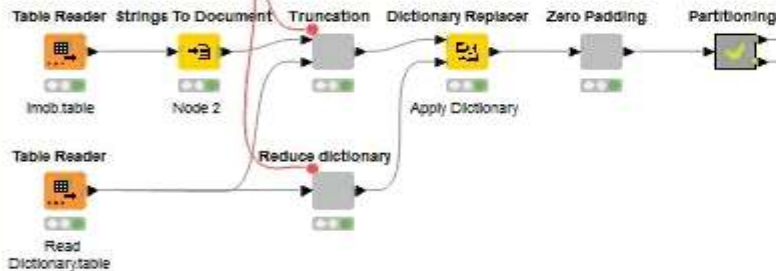 Table Reader Strings To Document Truncation Dictionary Replacer Zero Padding Partitioning
Imdb.table Node 2 Apply Dictionary
Table Reader Reduce dictionary
Read
Dictionary.table